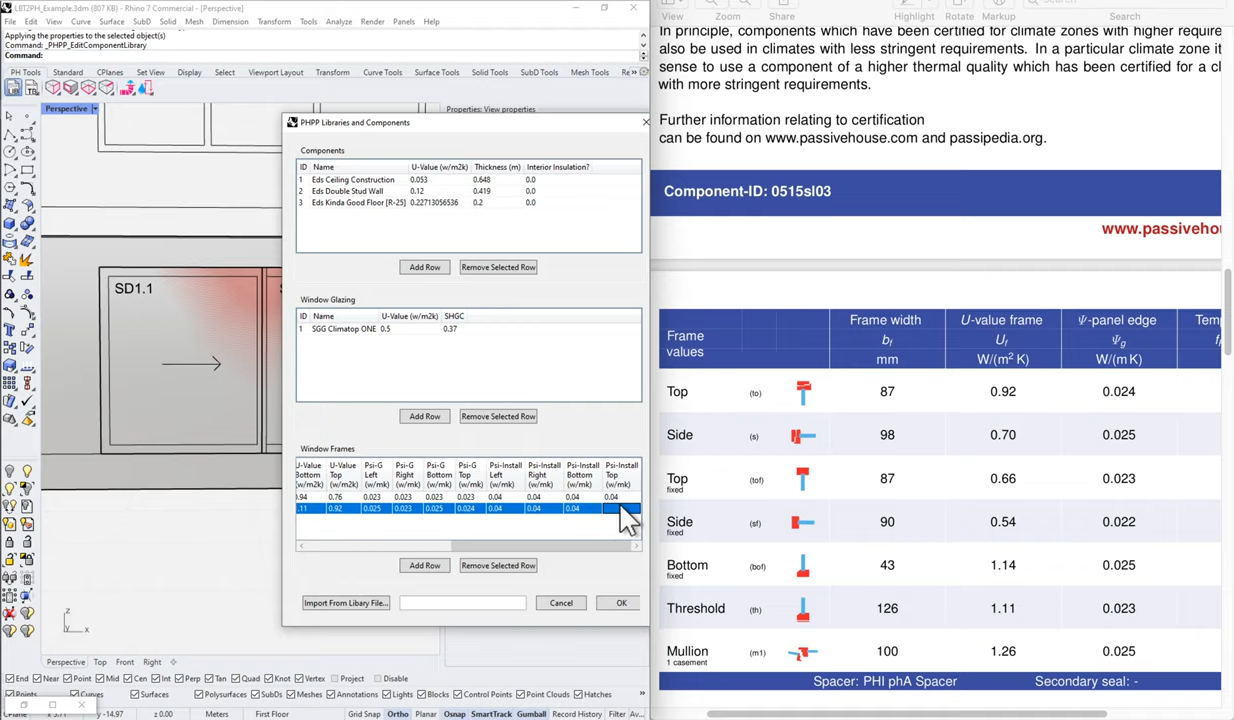 LBT2PH_Example.3dm (807 KB) - Rhino 7 Commercial - [Perspective]
File Edit View Curve Surface SubD Solid Mesh Dimension Transform Tools Analyze Render Panels Help
Applying the properties to the selected object(s)
Command: _PHPP_EditComponentLibrary
Command:
PH Tools Standard CPlanes Set View Display Select Viewport Layout Transform Curve Tools Surface Tools Solid Tools SubD Tools Mesh Tools Re
Perspective
Properties: View properties
SD1.1
PHPP Libraries and Components
Components
ID Name U-Value (w/m2k) Thickness (m) Interior Insulation?
1 Eds Ceiling Construction 0.053 0.648 0.0
2 Eds Double Stud Wall 0.12 0.419 0.0
3 Eds Kinda Good Floor [R-25] 0.22713056536 0.2 0.0
Add Row Remove Selected Row
Window Glazing
ID Name U-Value (w/m2k) SHGC
1 SGG Climatop ONE 0.5 0.37
Add Row Remove Selected Row
Window Frames
U-Value U-Value Psi-G Psi-G Psi-G Psi-G Psi-Install Psi-Install Psi-Install Psi-Install
Bottom Top Left Right Bottom Top Left Right Bottom Top
(w/m2k) (w/m2k) (w/mk) (w/mk) (w/mk) (w/mk) (w/mk) (w/mk) (w/mk) (w/mk)
.94 0.76 0.023 0.023 0.023 0.023 0.04 0.04 0.04 0.04
.11 0.92 0.025 0.023 0.025 0.024 0.04 0.04 0.04
Add Row Remove Selected Row
Import From Libary File... Cancel OK
z
x
Perspective Top Front Right
End Near Point Mid Cen Int Perp Tan Quad Knot Vertex Project Disable
Points Curves Surfaces Polysurfaces SubDs Meshes Annotations Lights Blocks Control Points Point Clouds Hatches
y -14.97 z 0.00 Meters First Floor Grid Snap Ortho Planar Osnap SmartTrack Gumball Record History Filter Av...
View Zoom Share Highlight Rotate Markup Search
In principle, components which have been certified for climate zones with higher require
also be used in climates with less stringent requirements. In a particular climate zone it
sense to use a component of a higher thermal quality which has been certified for a cl
with more stringent requirements.
Further information relating to certification
can be found on www.passivehouse.com and passipedia.org.
Component-ID: 0515sl03
www.passiveho
Frame values Frame width U-value frame Ψ-panel edge Temp
bf Uf Ψg f
mm W/(m² K) W/(m K)
Top (to) 87 0.92 0.024
Side (s) 98 0.70 0.025
Top fixed (tof) 87 0.66 0.023
Side fixed (sf) 90 0.54 0.022
Bottom fixed (bof) 43 1.14 0.025
Threshold (th) 126 1.11 0.023
Mullion 1 casement (m1) 100 1.26 0.025
Spacer: PHI phA Spacer Secondary seal: -